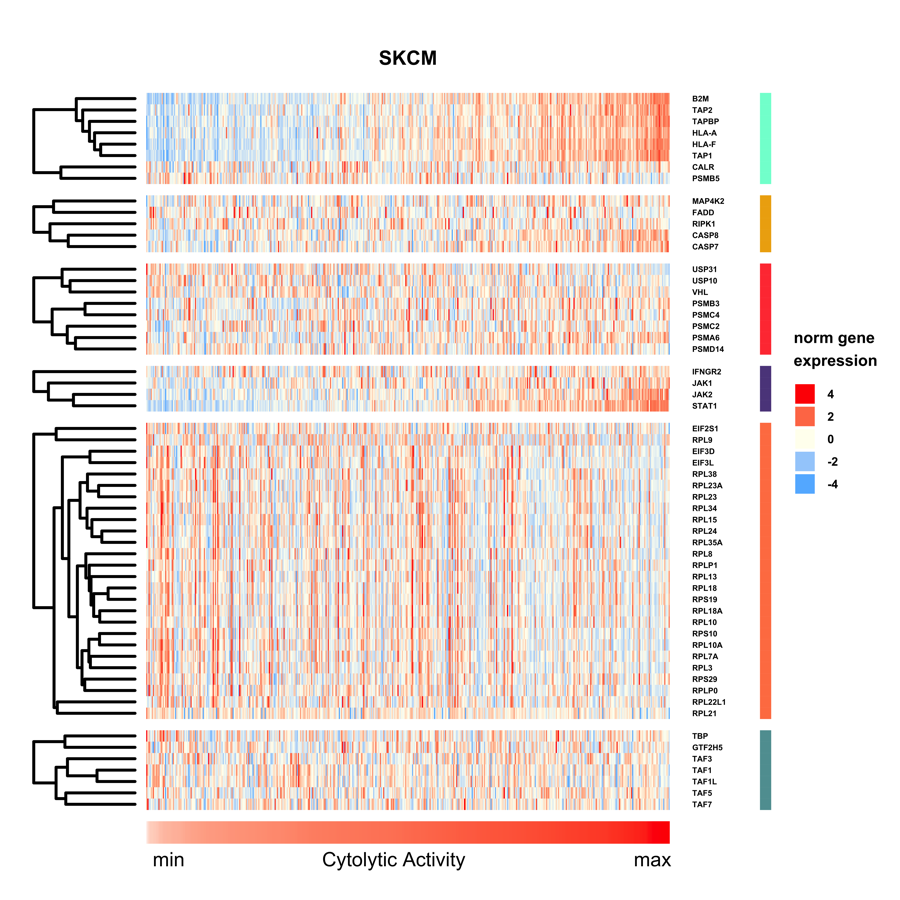 SKCM
B2M
TAP2
TAPBP
HLA-A
HLA-F
TAP1
CALR
PSMB5
MAP4K2
FADD
RIPK1
CASP8
CASP7
USP31
USP10
VHL
PSMB3
PSMC4
PSMC2
PSMA6
PSMD14
IFNGR2
JAK1
JAK2
STAT1
EIF2S1
RPL9
EIF3D
EIF3L
RPL38
RPL23A
RPL23
RPL34
RPL15
RPL24
RPL35A
RPL8
RPLP1
RPL13
RPL18
RPS19
RPL18A
RPL10
RPS10
RPL10A
RPL7A
RPL3
RPS29
RPLP0
RPL22L1
RPL21
TBP
GTF2H5
TAF3
TAF1
TAF1L
TAF5
TAF7
norm gene
expression
4
2
0
-2
-4
min Cytolytic Activity max